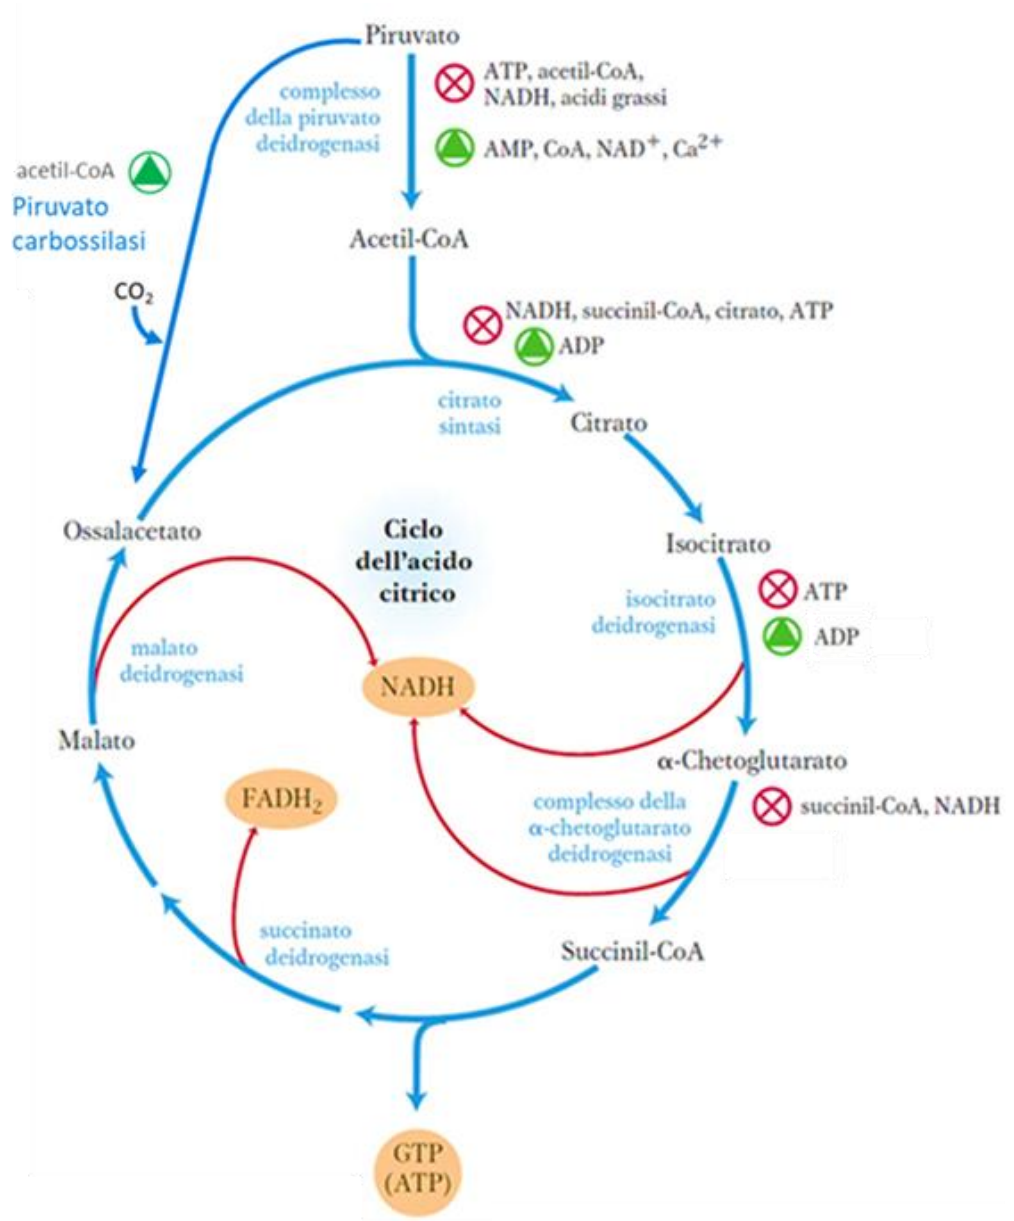 Piruvato
ATP, acetil-CoA,
NADH, acidi grassi
complesso
della piruvato
deidrogenasi
AMP, CoA, NAD⁺, Ca²⁺
acetil-CoA
Piruvato
carbossilasi
Acetil-CoA
CO₂
NADH, succinil-CoA, citrato, ATP
ADP
citrato
sintasi
Citrato
Ossalacetato
Ciclo
dell'acido
citrico
Isocitrato
isocitrato
deidrogenasi
ATP
ADP
malato
deidrogenasi
NADH
Malato
α-Chetoglutarato
FADH₂
complesso della
α-chetoglutarato
deidrogenasi
succinil-CoA, NADH
succinato
deidrogenasi
Succinil-CoA
GTP
(ATP)